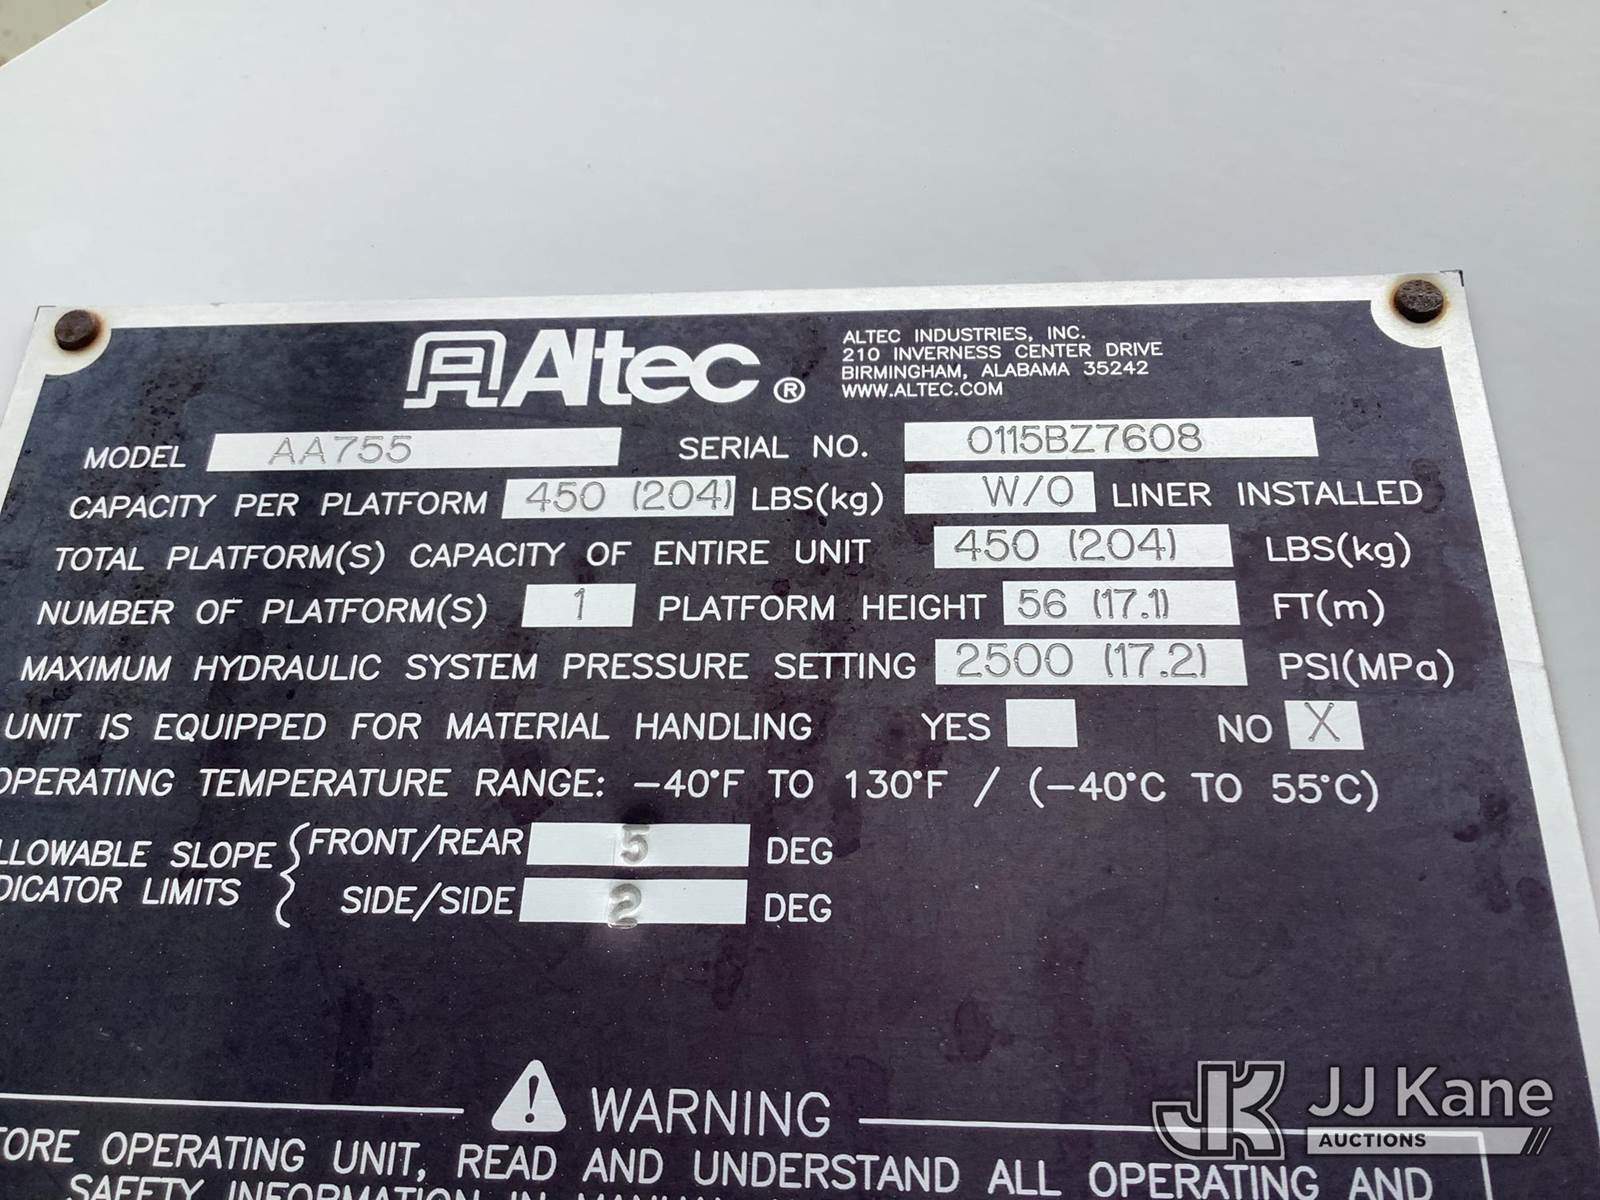 Altec ®
ALTEC INDUSTRIES, INC.
210 INVERNESS CENTER DRIVE
BIRMINGHAM, ALABAMA 35242
WWW.ALTEC.COM
MODEL AA755 SERIAL NO. 0115BZ7608
CAPACITY PER PLATFORM 450 (204) LBS(kg) W/O LINER INSTALLED
TOTAL PLATFORM(S) CAPACITY OF ENTIRE UNIT 450 (204) LBS(kg)
NUMBER OF PLATFORM(S) 1 PLATFORM HEIGHT 56 (17.1) FT(m)
MAXIMUM HYDRAULIC SYSTEM PRESSURE SETTING 2500 (17.2) PSI(MPa)
UNIT IS EQUIPPED FOR MATERIAL HANDLING YES NO X
OPERATING TEMPERATURE RANGE: -40°F TO 130°F / (-40°C TO 55°C)
LLOWABLE SLOPE FRONT/REAR 5 DEG
DICATOR LIMITS SIDE/SIDE 2 DEG
! WARNING
FORE OPERATING UNIT, READ AND UNDERSTAND ALL OPERATING AND
SAFETY INFORMATION IN
JK JJ Kane
AUCTIONS